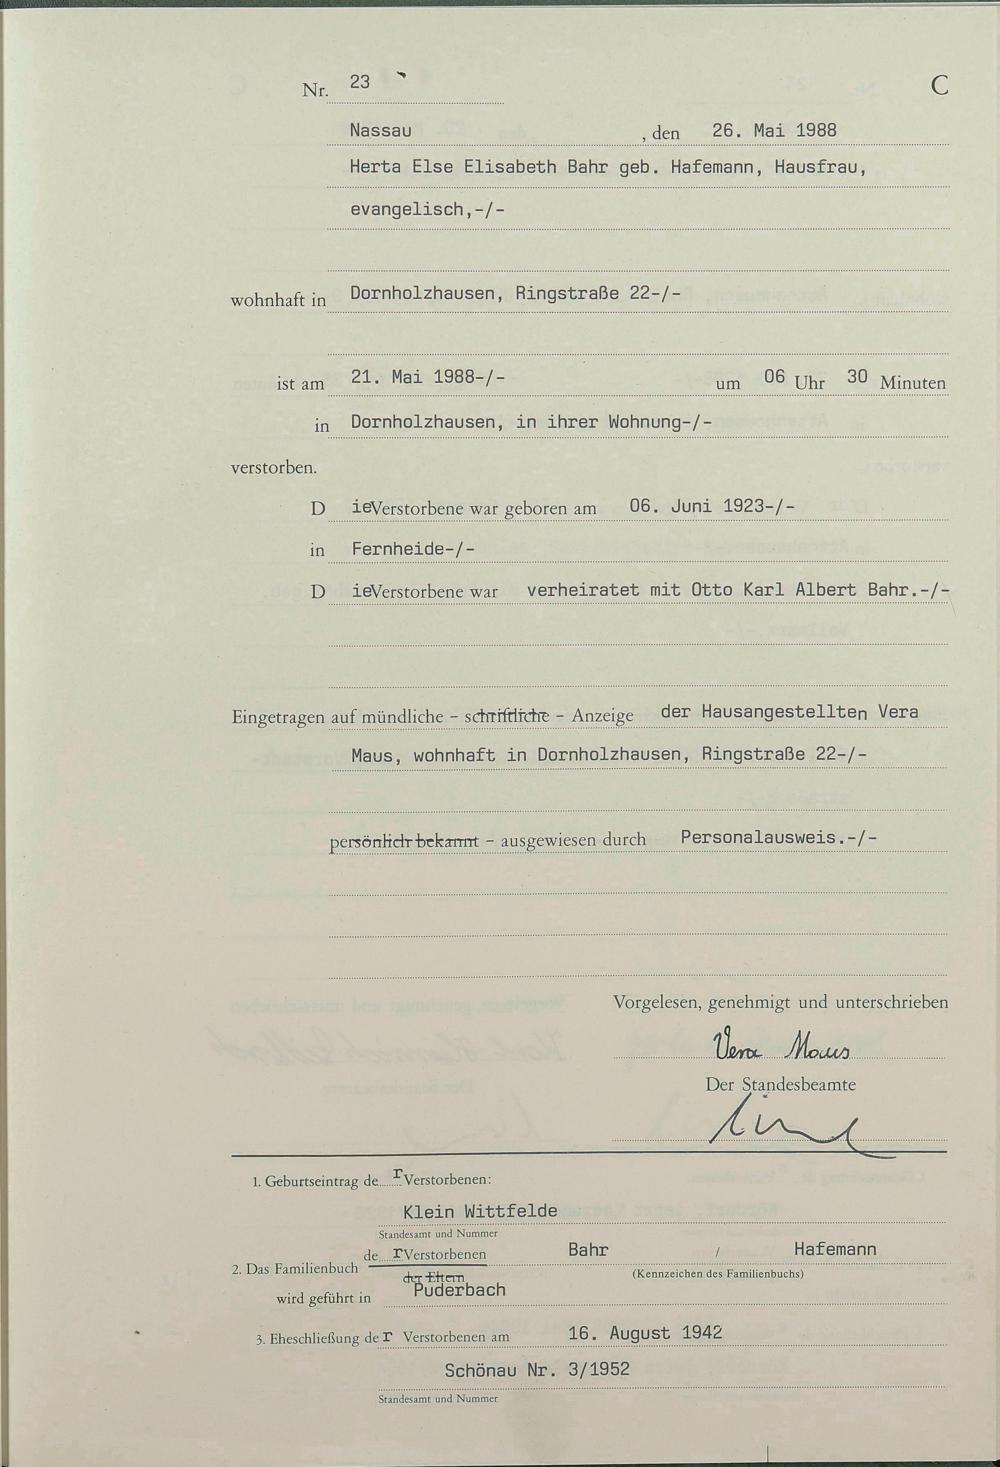 Nr. 23 C
Nassau, den 26. Mai 1988
Herta Else Elisabeth Bahr geb. Hafemann, Hausfrau,
evangelisch,-/-
wohnhaft in Dornholzhausen, Ringstraße 22-/-
ist am 21. Mai 1988-/- um 06 Uhr 30 Minuten
in Dornholzhausen, in ihrer Wohnung-/-
verstorben.
D ie Verstorbene war geboren am 06. Juni 1923-/-
in Fernheide-/-
D ie Verstorbene war verheiratet mit Otto Karl Albert Bahr.-/-
Eingetragen auf mündliche – schriftliche – Anzeige der Hausangestellten Vera
Maus, wohnhaft in Dornholzhausen, Ringstraße 22-/-
persönlich bekannt – ausgewiesen durch Personalausweis.-/-
Vorgelesen, genehmigt und unterschrieben
Vera Maus
Der Standesbeamte
1. Geburtseintrag de r Verstorbenen:
Klein Wittfelde
Standesamt und Nummer
2. Das Familienbuch de r Verstorbenen Bahr / Hafemann
der Eltern (Kennzeichen des Familienbuchs)
wird geführt in Puderbach
3. Eheschließung de r Verstorbenen am 16. August 1942
Schönau Nr. 3/1952
Standesamt und Nummer